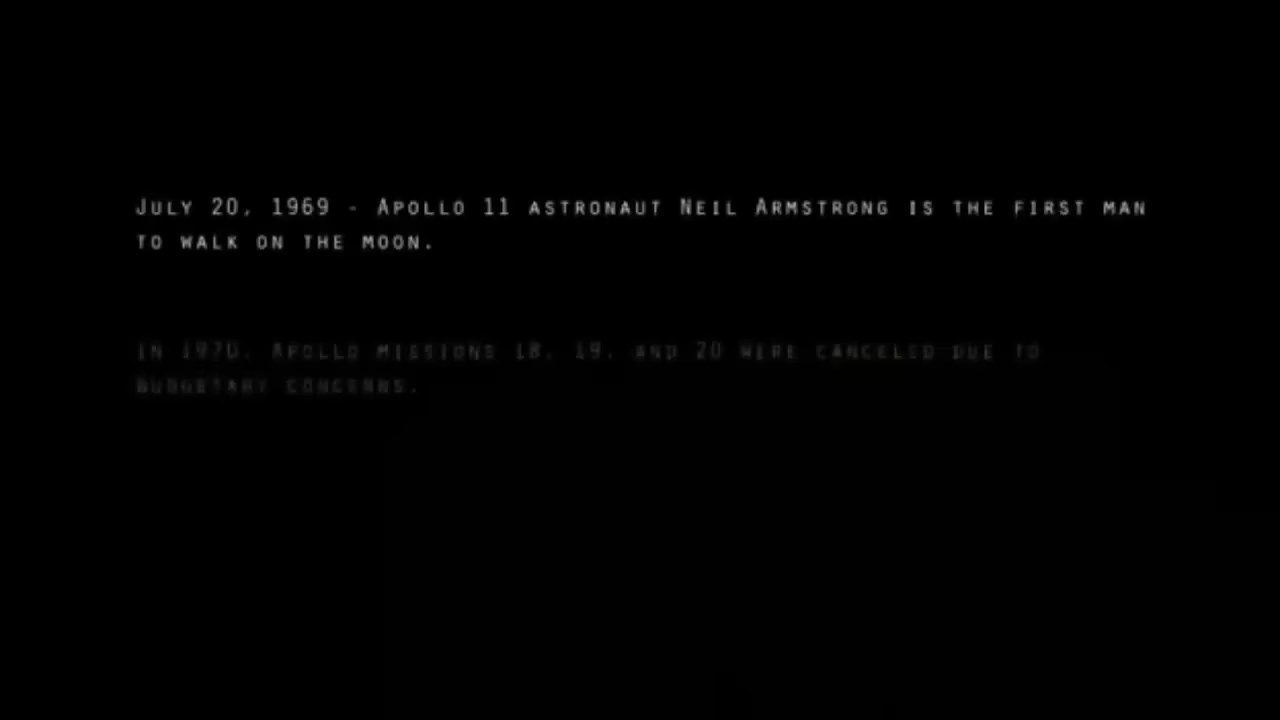 July 20, 1969 - Apollo 11 astronaut Neil Armstrong is the first man
to walk on the moon.
In 1970, Apollo missions 18, 19, and 20 were canceled due to
budgetary concerns.